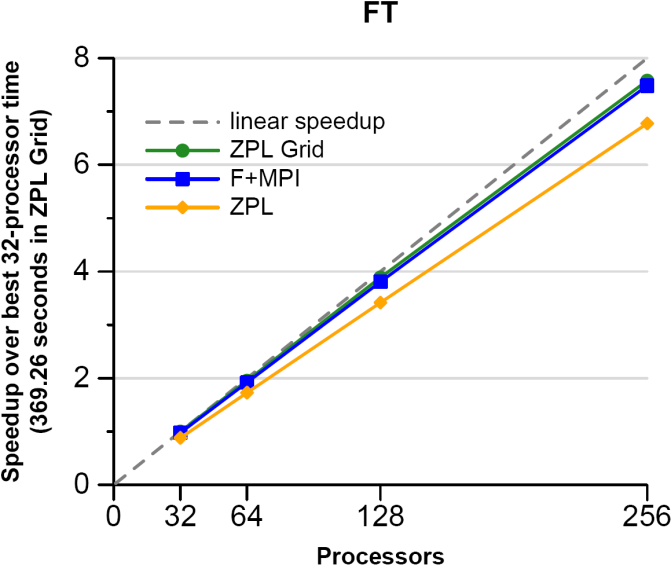 FT
Speedup over best 32-processor time
(369.26 seconds in ZPL Grid)
8
6
4
2
0
linear speedup
ZPL Grid
F+MPI
ZPL
0 32 64 128 256
Processors